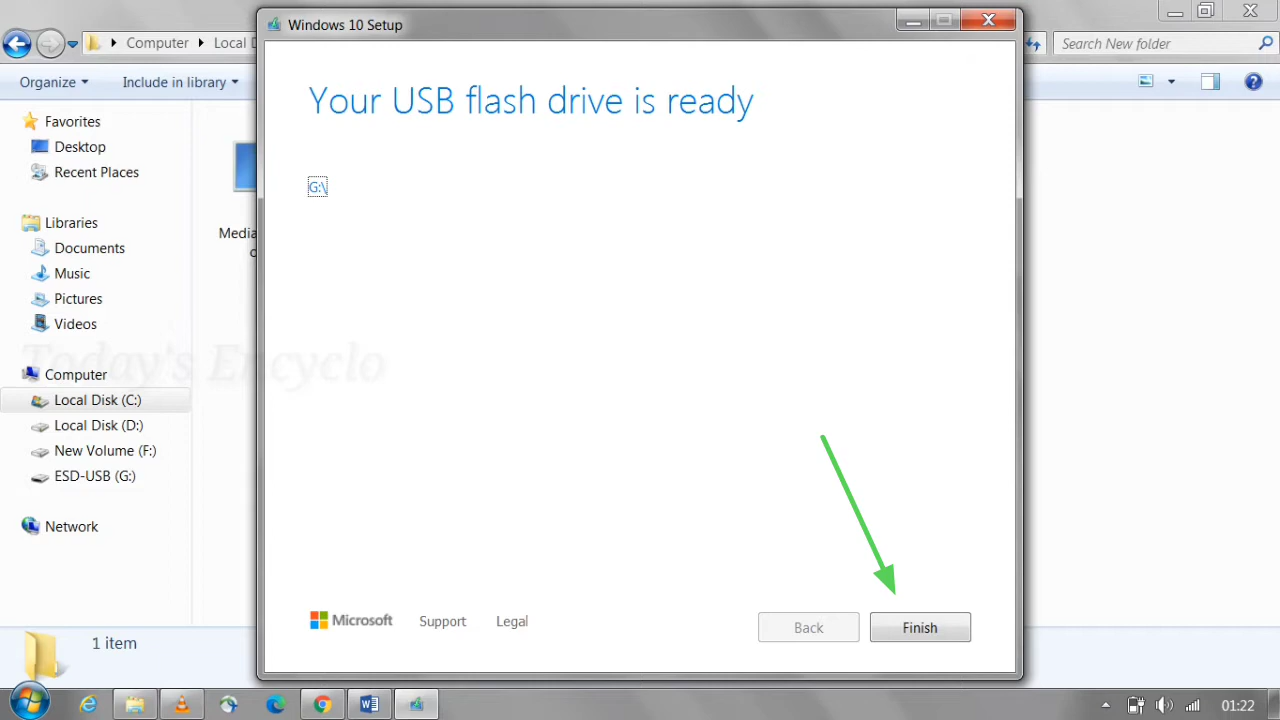 Windows 10 Setup
Computer
Local D
Search New folder
Organize
Include in library
Your USB flash drive is ready
G:\
Favorites
Desktop
Recent Places
Libraries
Documents
Music
Pictures
Videos
Computer
Local Disk (C:)
Local Disk (D:)
New Volume (F:)
ESD-USB (G:)
Network
Media
o
Today's Encyclo
Microsoft
Support
Legal
Back
Finish
1 item
01:22